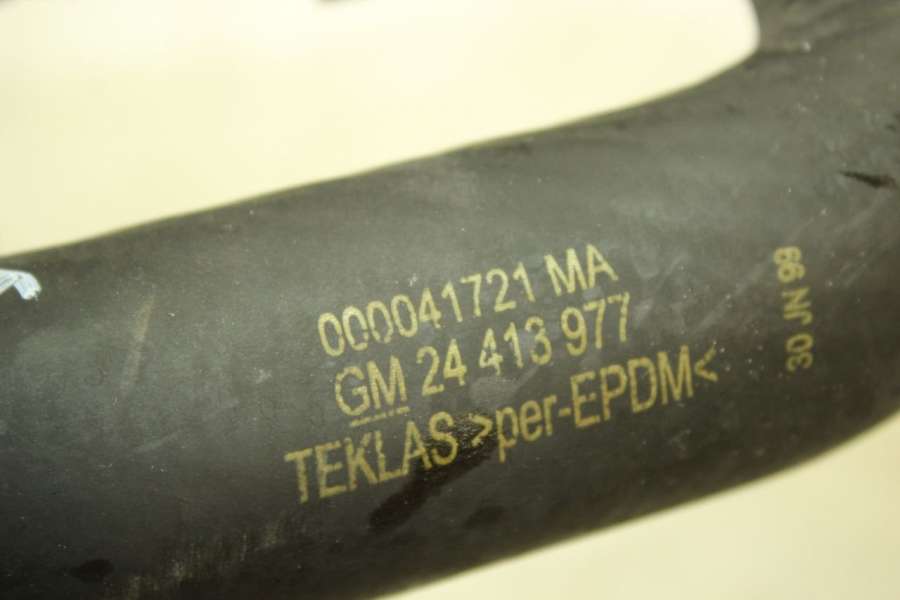 000041721 MA
GM 24 413 977
TEKLAS >per-EPDM<
30 JN 99